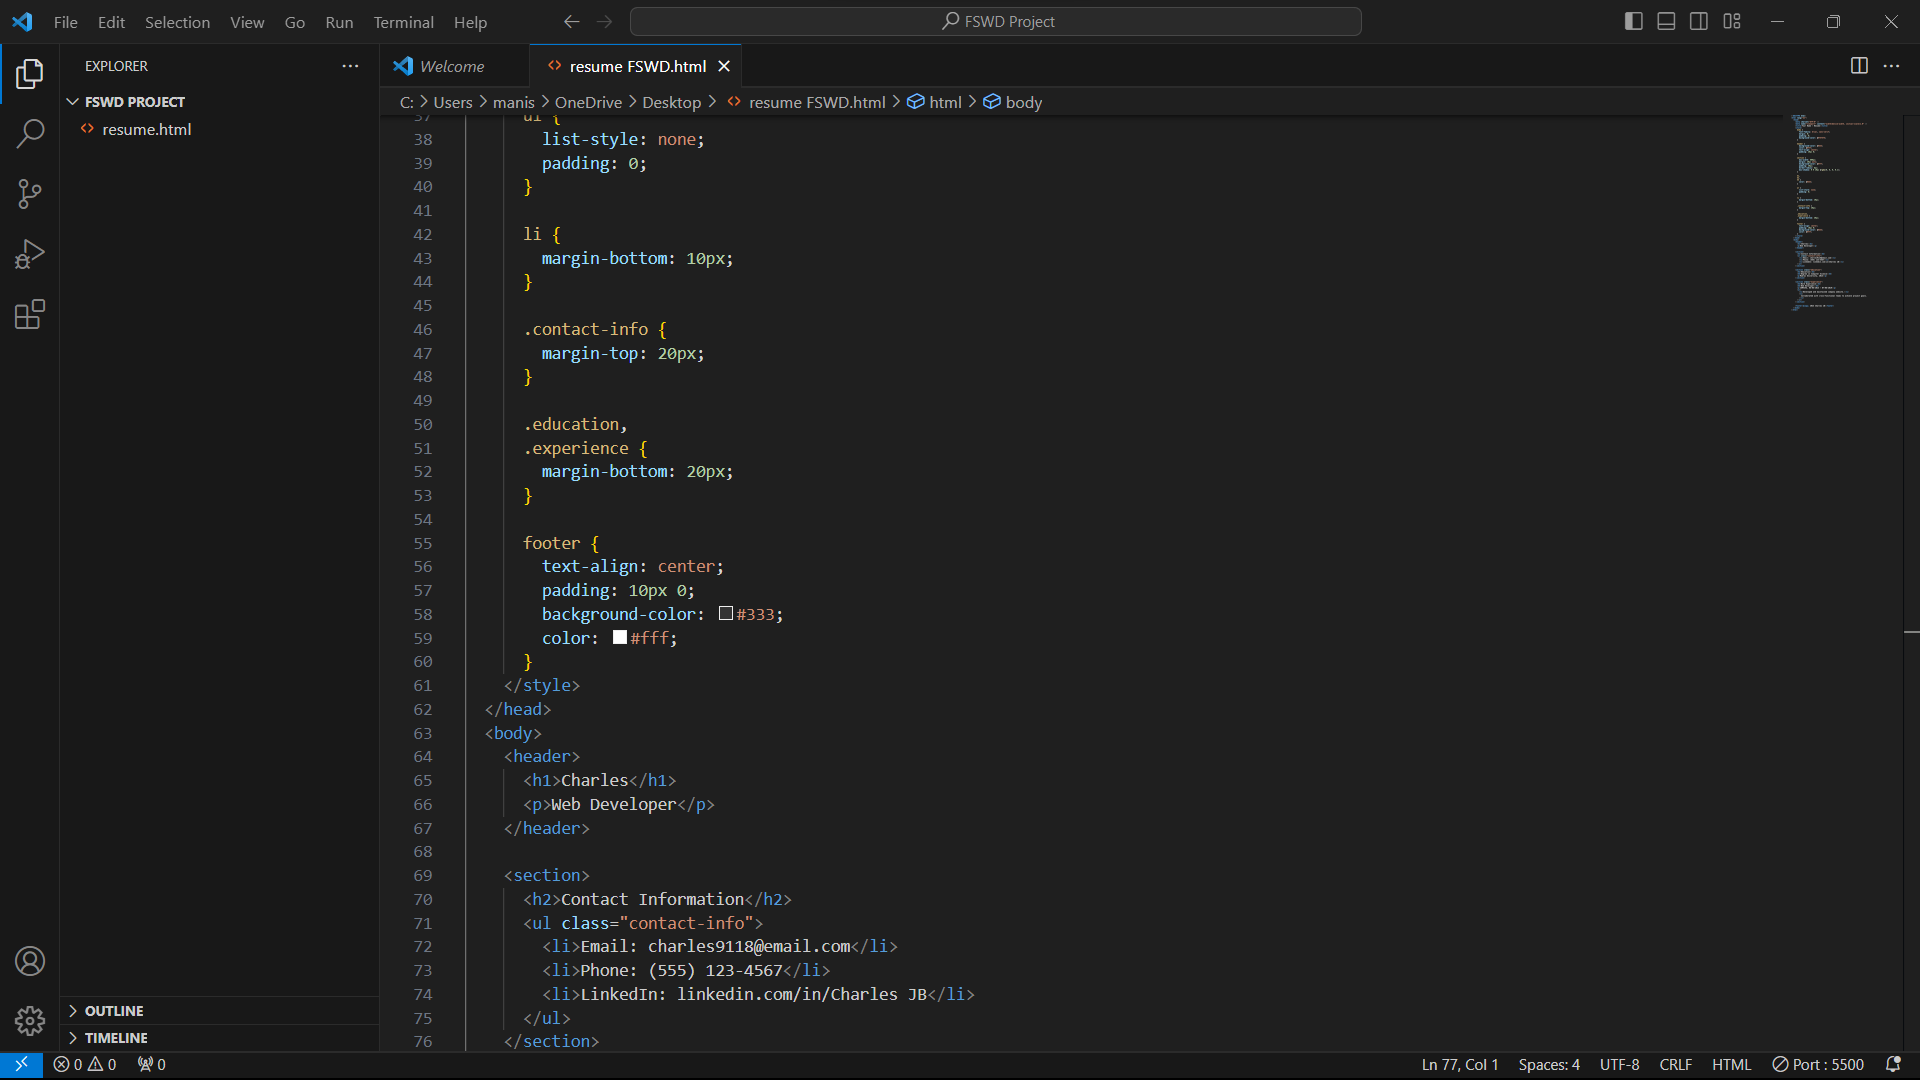 File Edit Selection View Go Run Terminal Help
FSWD Project
EXPLORER
FSWD PROJECT
resume.html
OUTLINE
TIMELINE
Welcome
resume FSWD.html
C: > Users > manis > OneDrive > Desktop > resume FSWD.html > html > body
37 ul {
38 list-style: none;
39 padding: 0;
40 }
41
42 li {
43 margin-bottom: 10px;
44 }
45
46 .contact-info {
47 margin-top: 20px;
48 }
49
50 .education,
51 .experience {
52 margin-bottom: 20px;
53 }
54
55 footer {
56 text-align: center;
57 padding: 10px 0;
58 background-color: #333;
59 color: #fff;
60 }
61 </style>
62 </head>
63 <body>
64 <header>
65 <h1>Charles</h1>
66 <p>Web Developer</p>
67 </header>
68
69 <section>
70 <h2>Contact Information</h2>
71 <ul class="contact-info">
72 <li>Email: charles9118@email.com</li>
73 <li>Phone: (555) 123-4567</li>
74 <li>LinkedIn: linkedin.com/in/Charles JB</li>
75 </ul>
76 </section>
0 0 0 Ln 77, Col 1 Spaces: 4 UTF-8 CRLF HTML Port : 5500